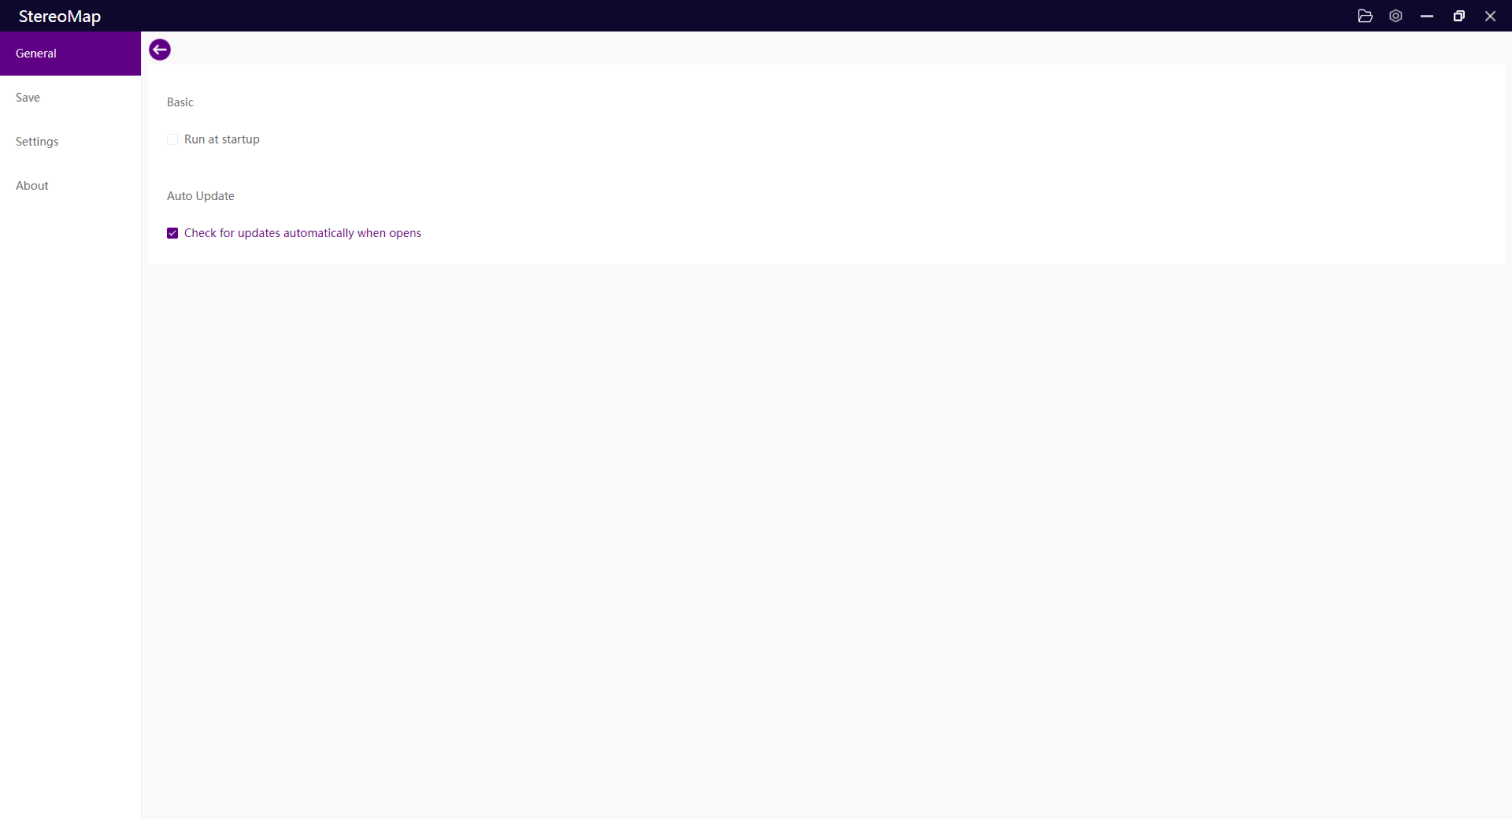 StereoMap
General
Save
Settings
About
Basic
Run at startup
Auto Update
Check for updates automatically when opens